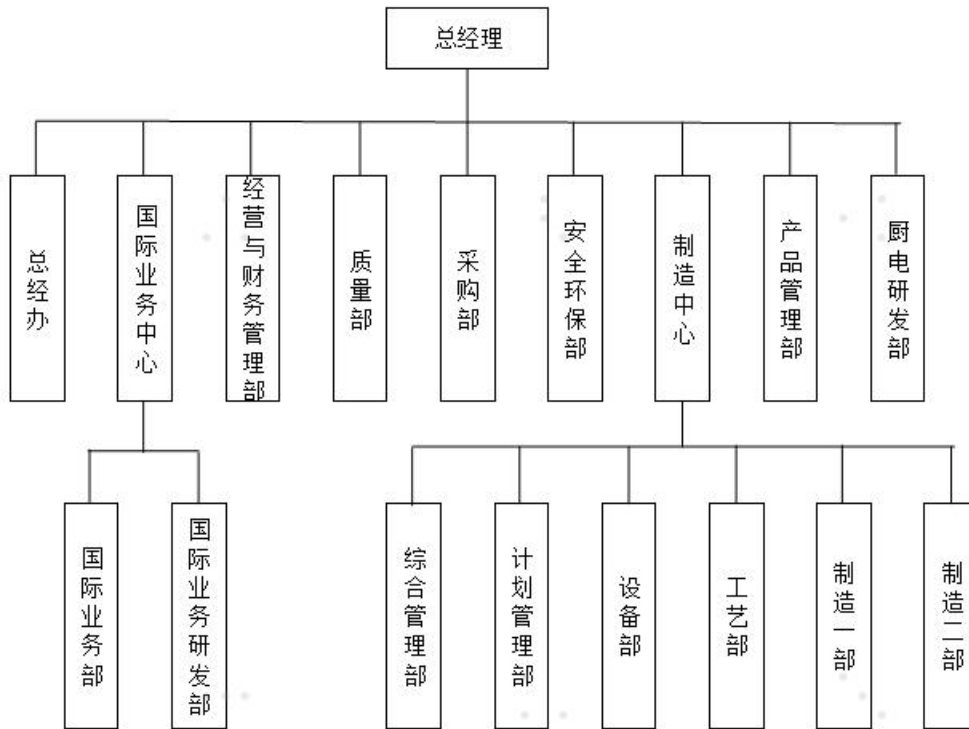 总经理
总经办
国际业务中心
经营与财务管理部
质量部
采购部
安全环保部
制造中心
产品管理部
厨电研发部
国际业务部
国际业务研发部
综合管理部
计划管理部
设备部
工艺部
制造一部
制造二部